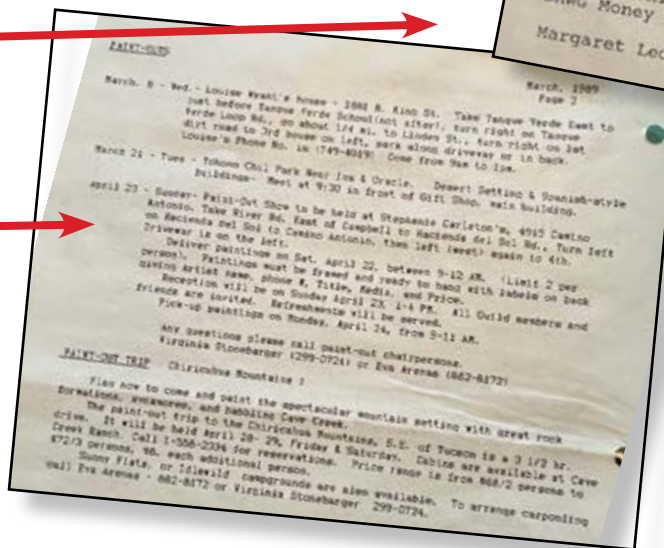 Money
Margaret
March, 1989
Page 2
PAINT-OUTS
March. 8 - Wed. - Louise 's house - N. King St. Take Tanque Verde East to
just before Tanque Verde School(not after), turn right on Tanque
Verde Loop Rd., go about 1/4 mi. to Linden St., turn right on 1st
dirt road to 3rd house on left, park along driveway or in back.
Louise's Phone No. is (749-4019) Come from 9am to 1pm.
March 21 - Tues - Tohono Chul Park Near Ina & Oracle. Desert Setting & Spanish-style
buildings- Meet at 9:30 in front of Gift Shop, main building.
April 23 - Sunday- Paint-Out Show to be held at Stephanie Carleton's, 4915 Camino
Antonio. Take River Rd. East of Campbell to Hacienda del Sol Rd., Turn left
on Hacienda del Sol to Camino Antonio, then left (west) again to 4th.
Driveway is on the left.
Deliver paintings on Sat. April 22, between 9-12 AM. (Limit 2 per
person). Paintings must be framed and ready to hang with labels on back
giving Artist name, phone #, Title, Media, and Price.
Reception will be on Sunday April 23, 1-4 PM. All Guild members and
friends are invited. Refreshments will be served.
Pick-up paintings on Monday, April 24, from 9-11 AM.
Any questions please call paint-out chairpersons.
Virginia Stonebarger (299-0724) or Eva Arenas (882-8172)
PAINT-OUT TRIP Chiricahua Mountains !
Plan now to come and paint the spectacular mountain setting with great rock
formations, sycamores, and babbling Cave Creek.
The paint-out trip to the Chiricahua Mountains, S.E. of Tucson is a 3 1/2 hr.
drive. It will be held April 28- 29, Friday & Saturday. Cabins are available at Cave
Creek Ranch. Call 1-558-2334 for reservations. Price range is from $68/2 persons to
$72/3 persons, $8, each additional person.
Sunny Flats, or Idlewild campgrounds are also available. To arrange carpooling
call Eva Arenas - 882-8172 or Virginia Stonebarger 299-0724.